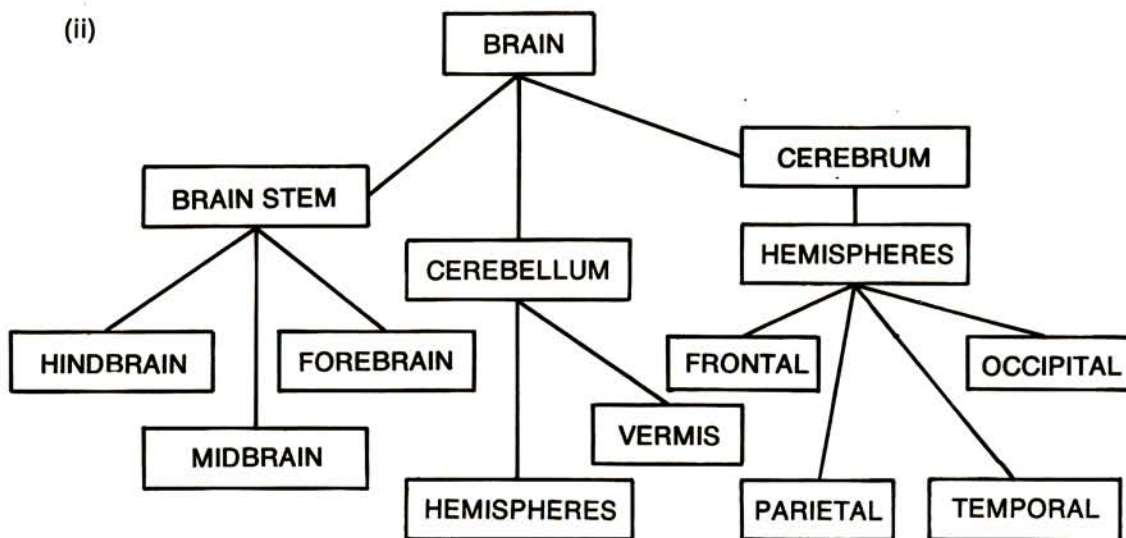 (ii)
BRAIN
CEREBRUM
BRAIN STEM
HEMISPHERES
CEREBELLUM
HINDBRAIN
FOREBRAIN
FRONTAL
OCCIPITAL
VERMIS
MIDBRAIN
HEMISPHERES
PARIETAL
TEMPORAL